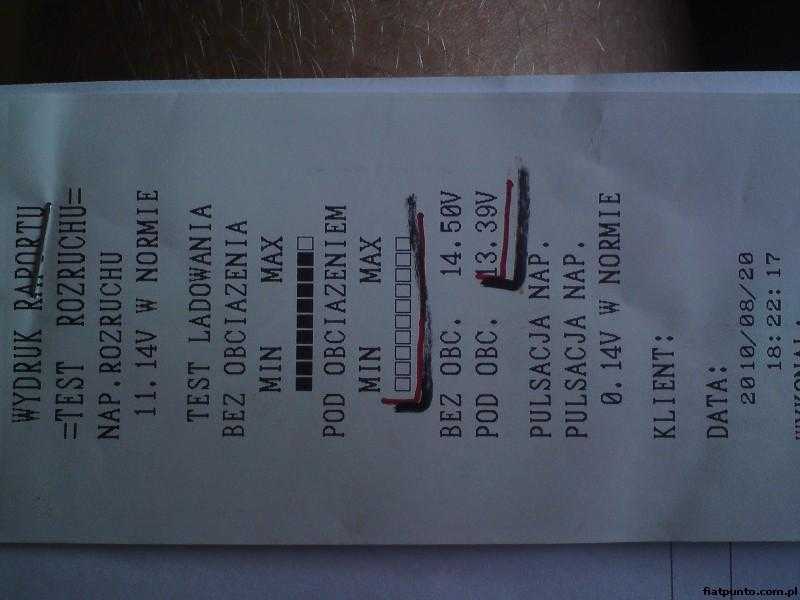 WYDRUK RAPORTU
=TEST ROZRUCHU=
NAP.ROZRUCHU
11.14V W NORMIE
TEST LADOWANIA
BEZ OBCIAZENIA
MIN MAX
POD OBCIAZENIEM
MIN MAX
BEZ OBC. 14.50V
POD OBC. 13.39V
PULSACJA NAP.
PULSACJA NAP.
0.14V W NORMIE
KLIENT:
DATA:
2010/08/20
18:22:17
fiatpunto.com.pl